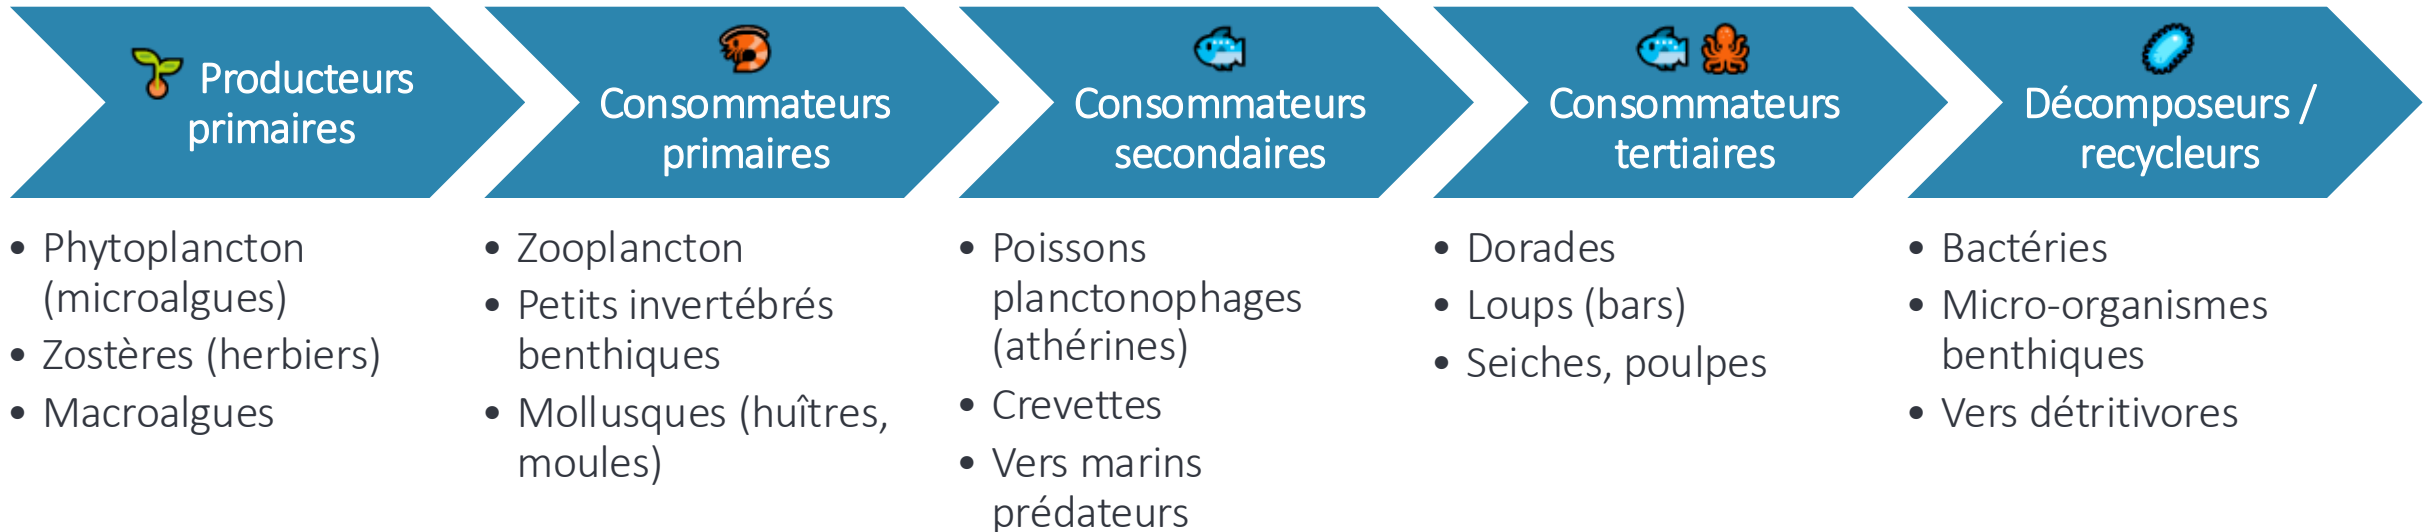 Producteurs
primaires
• Phytoplancton
(microalgues)
• Zostères (herbiers)
• Macroalgues
Consommateurs
primaires
• Zooplancton
• Petits invertébrés
benthiques
• Mollusques (huîtres,
moules)
Consommateurs
secondaires
• Poissons
planctonophages
(athérines)
• Crevettes
• Vers marins
prédateurs
Consommateurs
tertiaires
• Dorades
• Loups (bars)
• Seiches, poulpes
Décomposeurs /
recycleurs
• Bactéries
• Micro-organismes
benthiques
• Vers détritivores